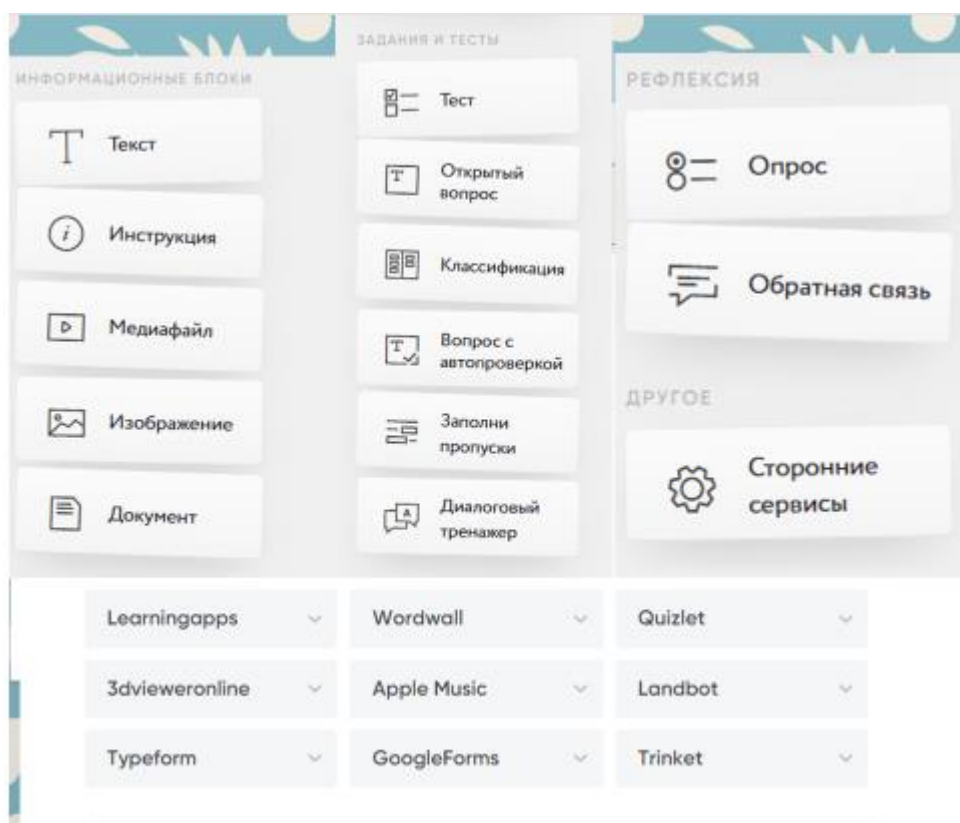 ИНФОРМАЦИОННЫЕ БЛОКИ
Текст
Инструкция
Медиафайл
Изображение
Документ
ЗАДАНИЯ И ТЕСТЫ
Тест
Открытый
вопрос
Классификация
Вопрос с
автопроверкой
Заполни
пропуски
Диалоговый
тренажер
РЕФЛЕКСИЯ
Опрос
Обратная связь
ДРУГОЕ
Сторонние
сервисы
Learningapps
Wordwall
Quizlet
3dvieweronline
Apple Music
Landbot
Typeform
GoogleForms
Trinket